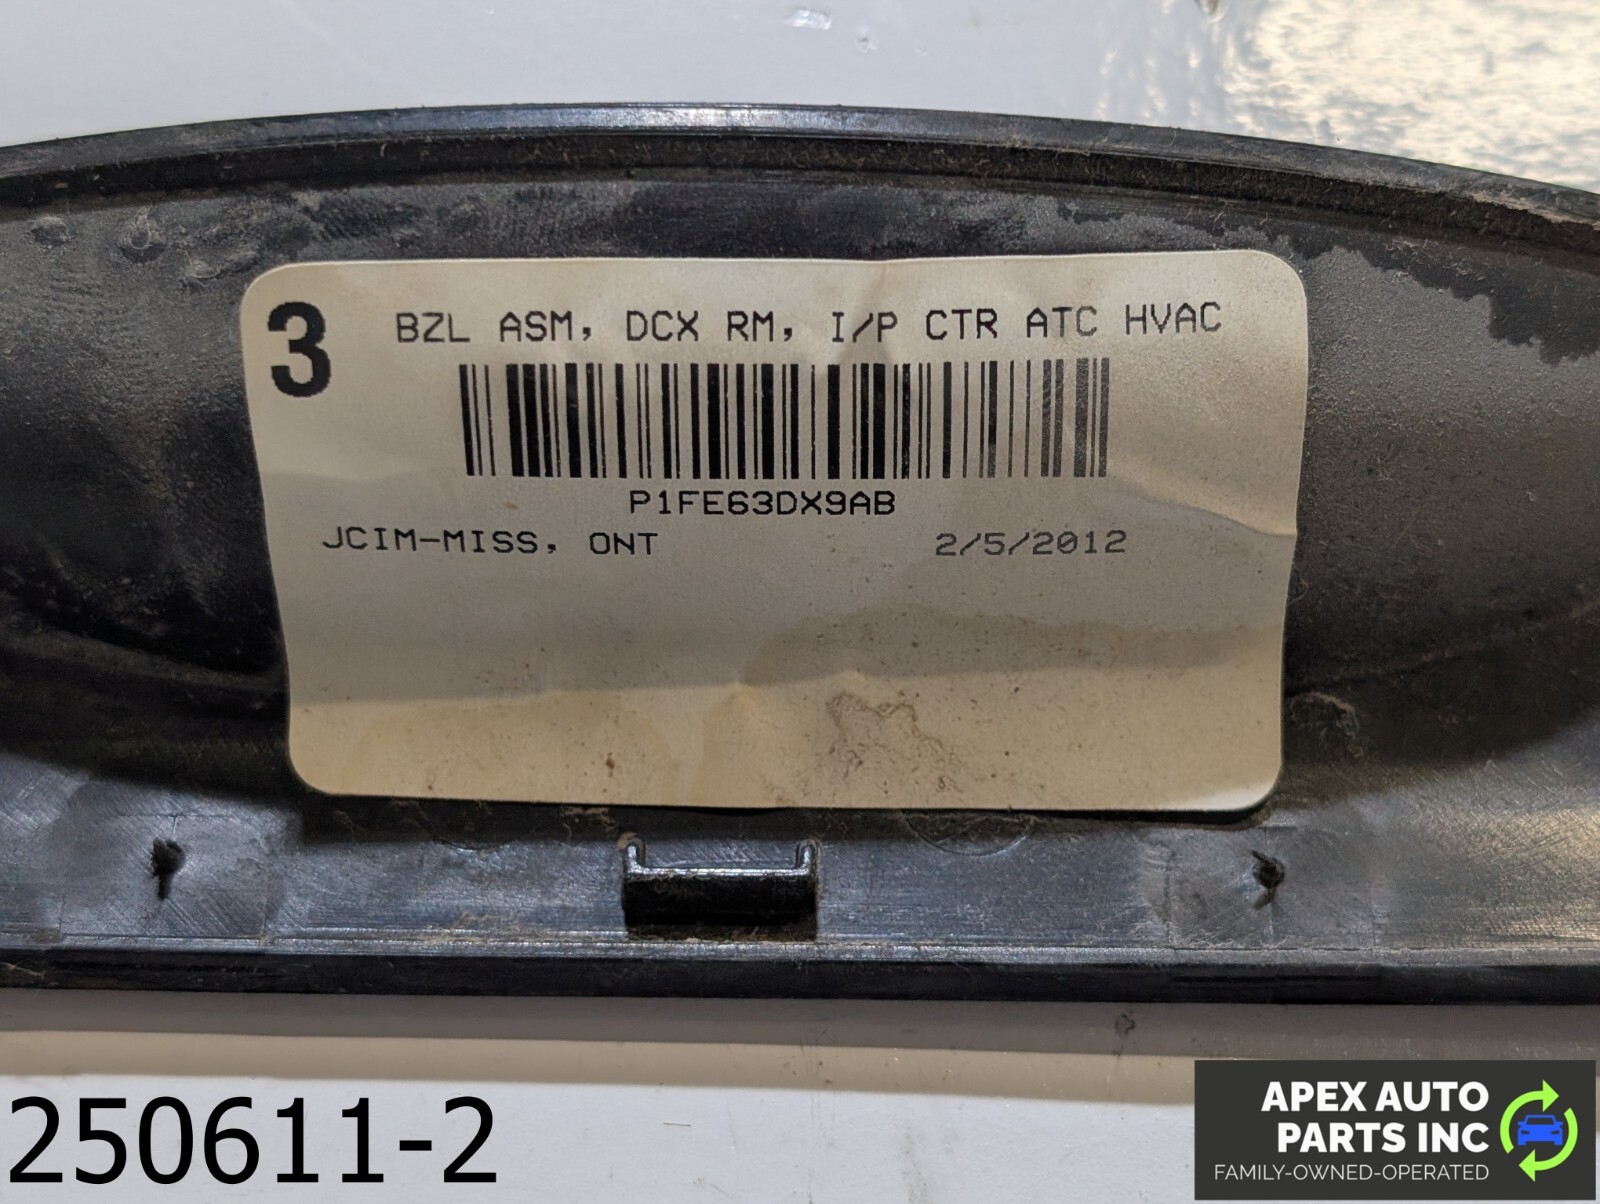 3
BZL ASM, DCX RM, I/P CTR ATC HVAC
P1FE63DX9AB
JCIM-MISS, ONT 2/5/2012
250611-2
APEX AUTO
PARTS INC
FAMILY-OWNED-OPERATED